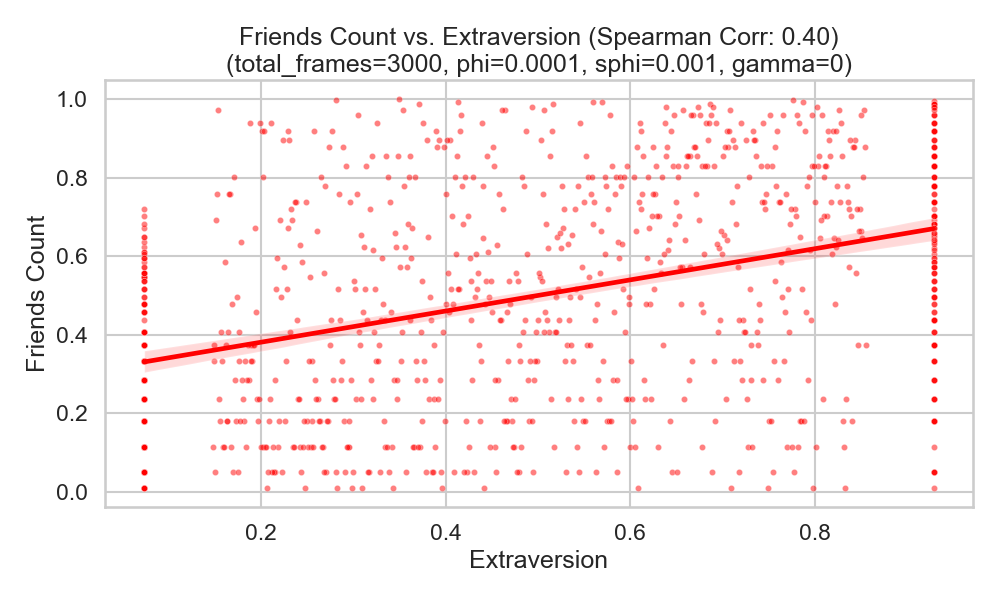 Friends Count vs. Extraversion (Spearman Corr: 0.40)
(total_frames=3000, phi=0.0001, sphi=0.001, gamma=0)
1.0
0.8
0.6
0.4
0.2
0.0
Friends Count
0.2 0.4 0.6 0.8
Extraversion